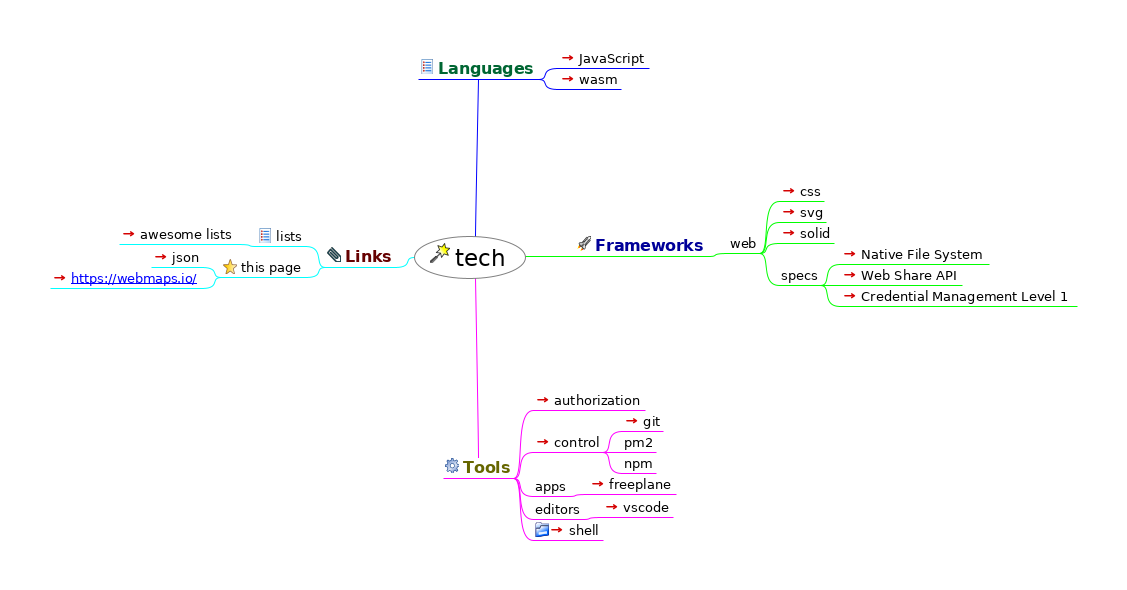 Languages
JavaScript
wasm
awesome lists
lists
json
this page
https://webmaps.io/
Links
tech
Frameworks
web
css
svg
solid
specs
Native File System
Web Share API
Credential Management Level 1
Tools
authorization
control
git
pm2
npm
apps
freeplane
editors
vscode
shell